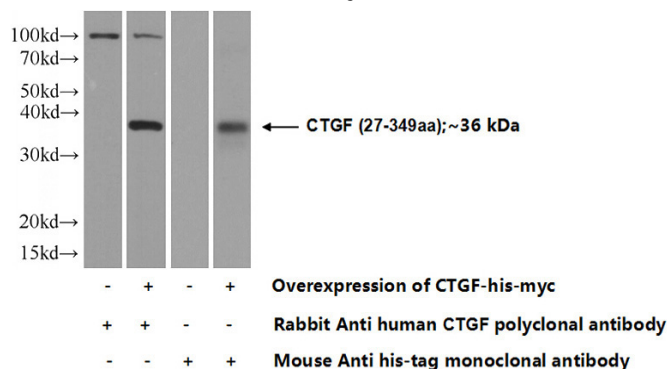 100kd→
70kd→
50kd→
40kd→
CTGF (27-349aa);~36 kDa
30kd→
20kd→
15kd→
- + - + Overexpression of CTGF-his-myc
+ + - - Rabbit Anti human CTGF polyclonal antibody
- - + + Mouse Anti his-tag monoclonal antibody